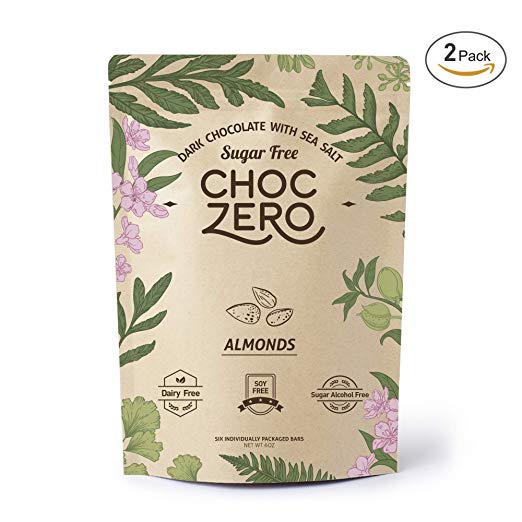 2 Pack
DARK CHOCOLATE WITH SEA SALT
Sugar Free
CHOC
ZERO
ALMONDS
Dairy Free
SOY
FREE
Sugar Alcohol Free
SIX INDIVIDUALLY PACKAGED BARS
NET WT 6OZ